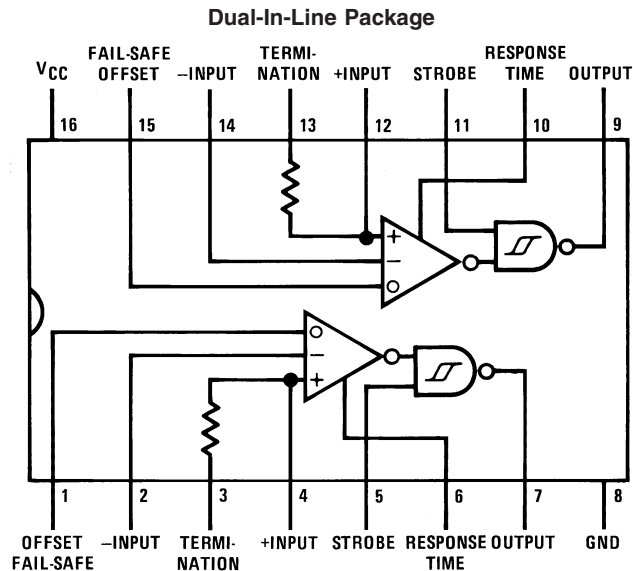 Dual-In-Line Package
VCC
FAIL-SAFE
OFFSET
–INPUT
TERMI-
NATION
+INPUT
STROBE
RESPONSE
TIME
OUTPUT
16 15 14 13 12 11 10 9
+
–
O
O
–
+
1 2 3 4 5 6 7 8
OFFSET
FAIL-SAFE
–INPUT
TERMI-
NATION
+INPUT
STROBE
RESPONSE
TIME
OUTPUT
GND